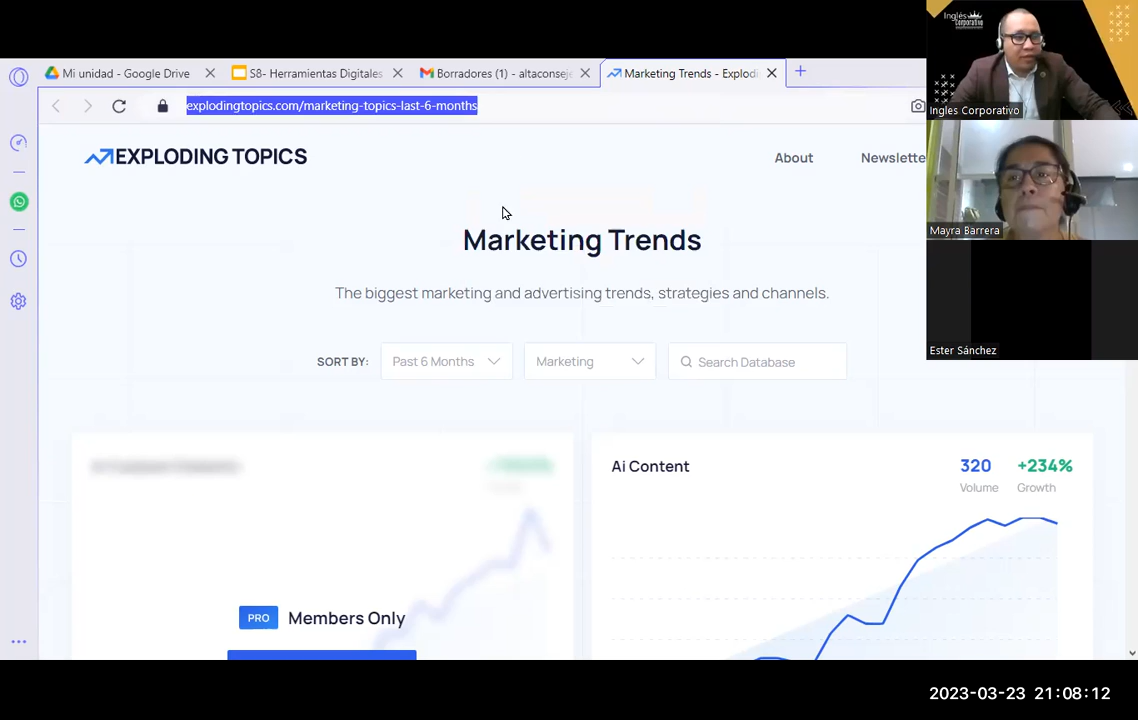 Mi unidad - Google Drive
S8- Herramientas Digitales
Borradores (1) - altaconseje
Marketing Trends - Explodi
explodingtopics.com/marketing-topics-last-6-months
EXPLODING TOPICS
About
Newslette
Marketing Trends
The biggest marketing and advertising trends, strategies and channels.
SORT BY:
Past 6 Months
Marketing
Search Database
PRO
Members Only
Ai Content
320
Volume
+234%
Growth
Inglés
Corporativo
Ingles Corporativo
Mayra Barrera
Ester Sánchez
2023-03-23 21:08:12